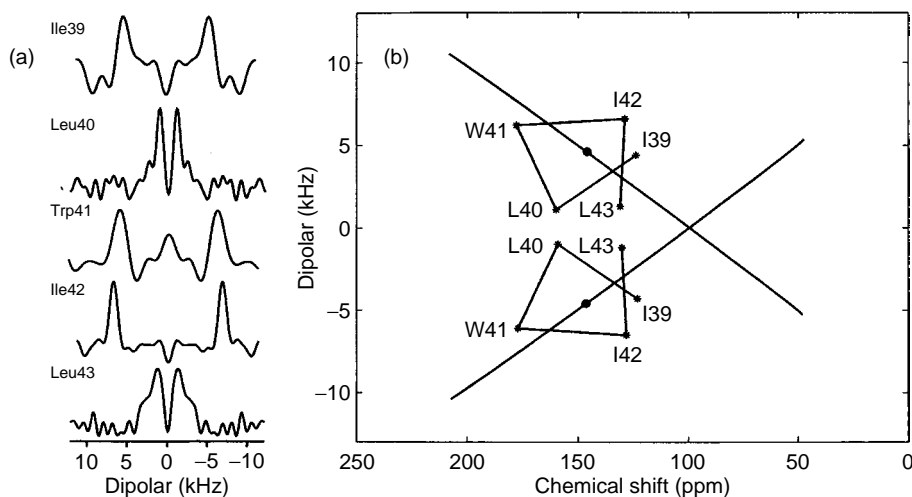 (a)
Ile39
Leu40
Trp41
Ile42
Leu43
10 5 0 −5 −10
Dipolar (kHz)
(b)
Dipolar (kHz)
10
5
0
−5
−10
I42
W41
I39
L40 L43
L40 L43
I39
W41
I42
250 200 150 100 50 0
Chemical shift (ppm)